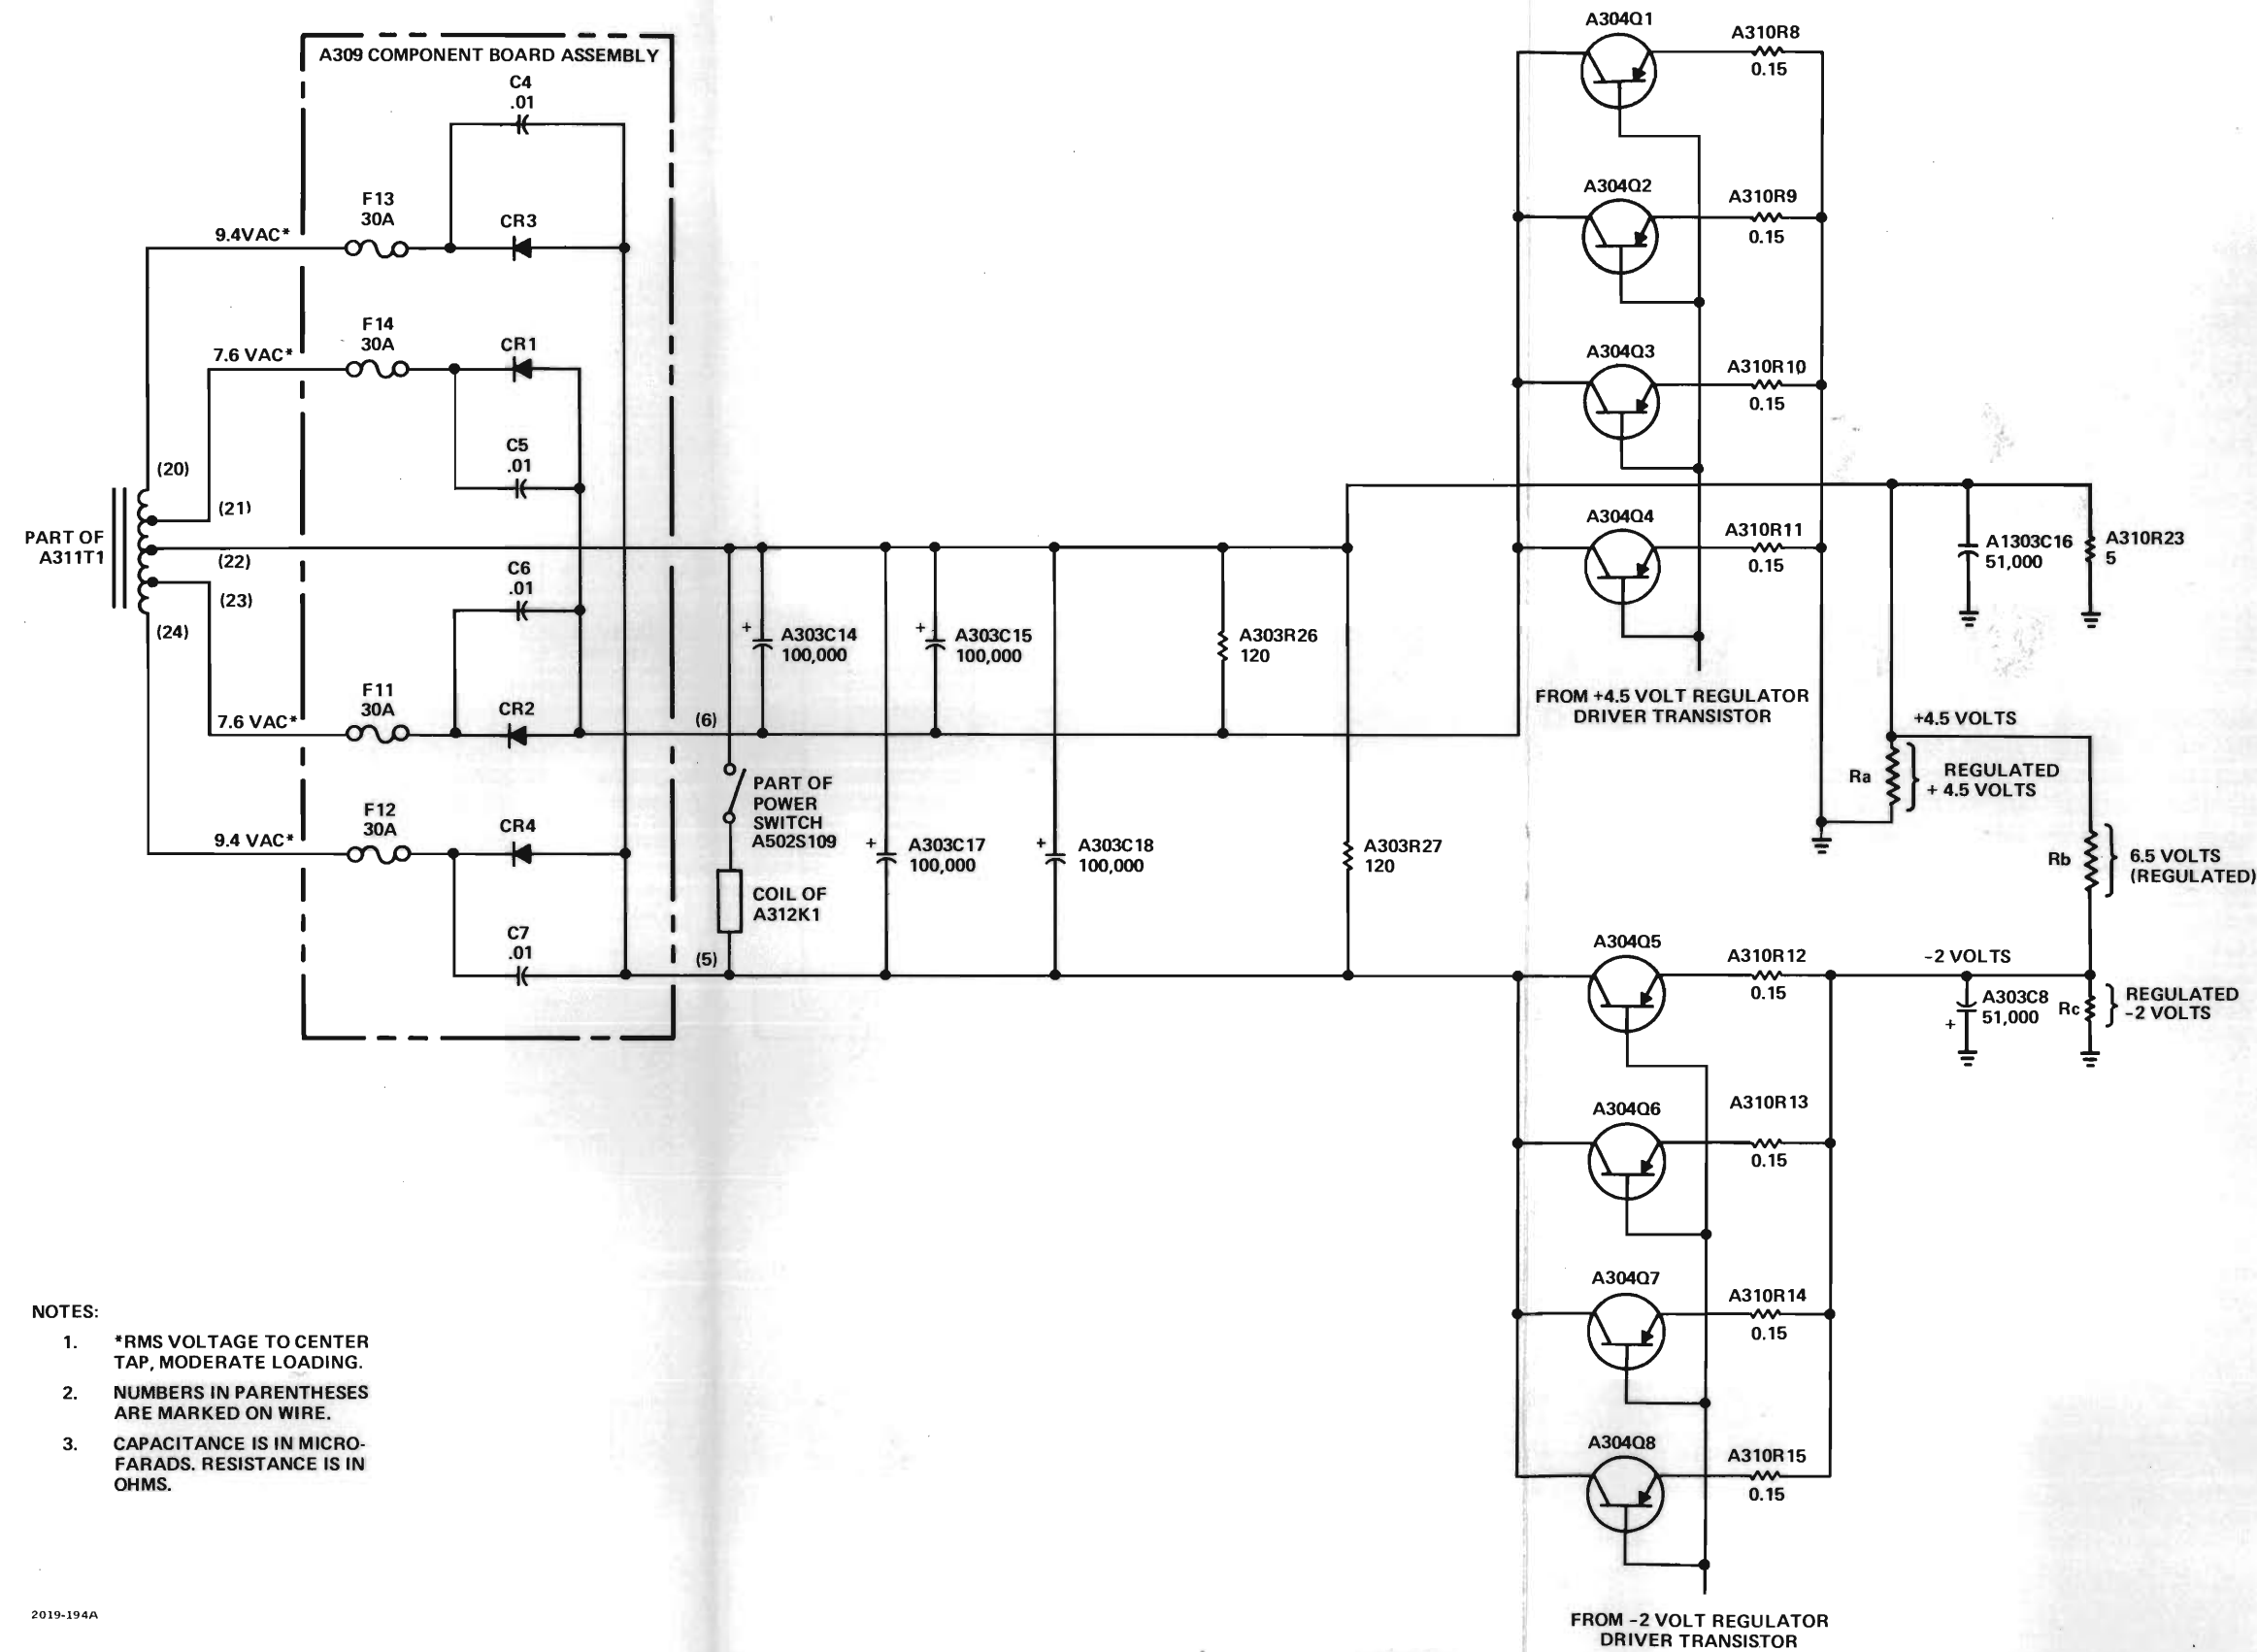 A309 COMPONENT BOARD ASSEMBLY
C4
.01
F13
30A
CR3
9.4VAC*
F14
30A
CR1
7.6 VAC*
C5
.01
(20)
(21)
PART OF
A311T1
(22)
(23)
(24)
C6
.01
F11
30A
CR2
7.6 VAC*
(6)
F12
30A
CR4
9.4 VAC*
C7
.01
(5)
+
A303C14
100,000
+
A303C15
100,000
A303R26
120
PART OF
POWER
SWITCH
A502S109
COIL OF
A312K1
+
A303C17
100,000
+
A303C18
100,000
A303R27
120
A304Q1
A310R8
0.15
A304Q2
A310R9
0.15
A304Q3
A310R10
0.15
A304Q4
A310R11
0.15
FROM +4.5 VOLT REGULATOR
DRIVER TRANSISTOR
A1303C16
51,000
A310R23
5
+4.5 VOLTS
Ra
REGULATED
+ 4.5 VOLTS
Rb
6.5 VOLTS
(REGULATED)
A304Q5
A310R12
0.15
-2 VOLTS
A303C8
51,000
+
Rc
REGULATED
-2 VOLTS
A304Q6
A310R13
0.15
A304Q7
A310R14
0.15
A304Q8
A310R15
0.15
FROM -2 VOLT REGULATOR
DRIVER TRANSISTOR
NOTES:
1. *RMS VOLTAGE TO CENTER
TAP, MODERATE LOADING.
2. NUMBERS IN PARENTHESES
ARE MARKED ON WIRE.
3. CAPACITANCE IS IN MICRO-
FARADS. RESISTANCE IS IN
OHMS.
2019-194A